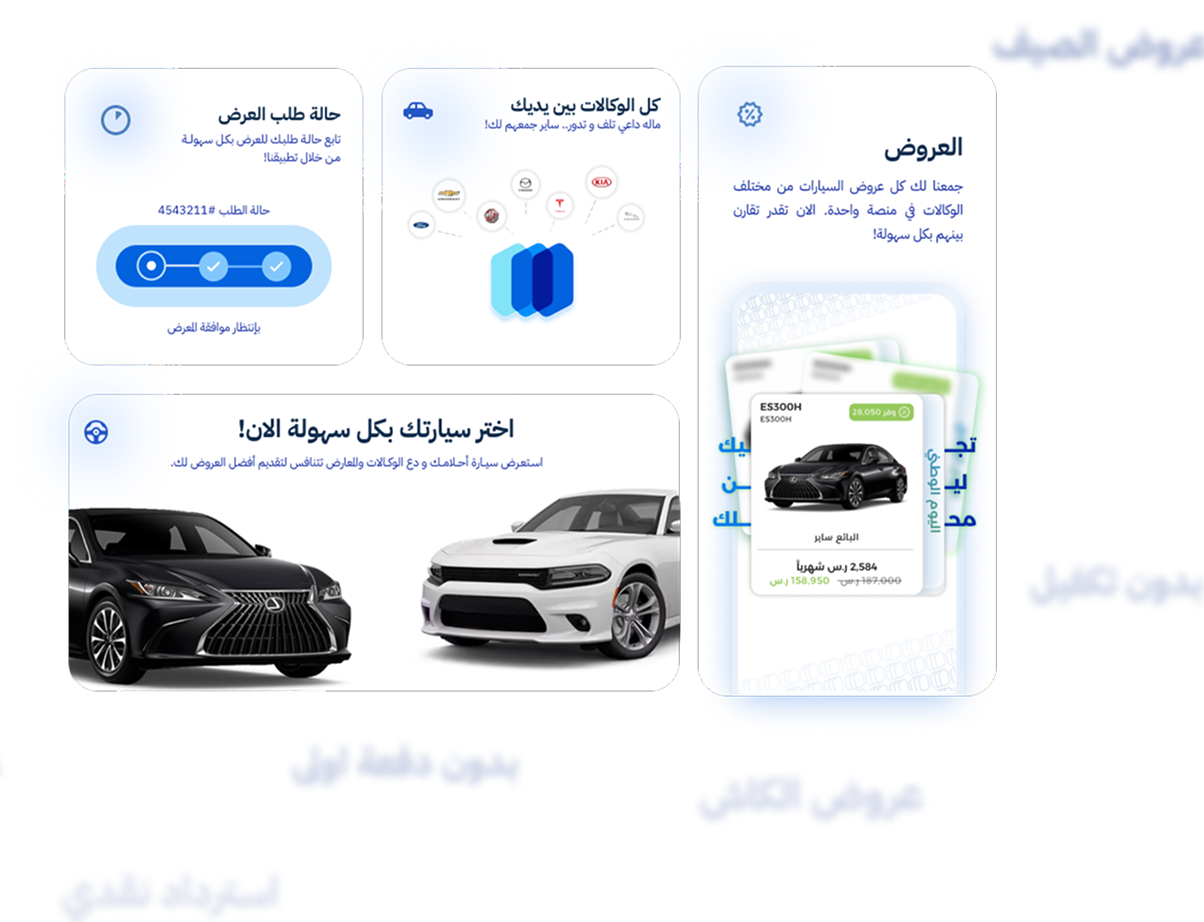 عروض الصيف
العروض
جمعنا لك كل عروض السيارات من مختلف
الوكالات في منصة واحدة. الان تقدر تقارن
بينهم بكل سهولة!
ES300H
ES300H
وفر 28,050
اليوم الوطني
البائع ساير
2,584 ر.س شهرياً
187,000 ر.س 158,950 ر.س
كل الوكالات بين يديك
ماله داعي تلف و تدور.. ساير جمعهم لك!
KIA
حالة طلب العرض
تابع حالة طلبك للعرض بكل سهولة
من خلال تطبيقنا!
حالة الطلب #4543211
بإنتظار موافقة المعرض
اختر سيارتك بكل سهولة الان!
استعرض سيارة أحلامك و دع الوكالات والمعارض تتنافس لتقديم أفضل العروض لك.
بدون دفعة اولى
عروض الكاش
استرداد نقدي